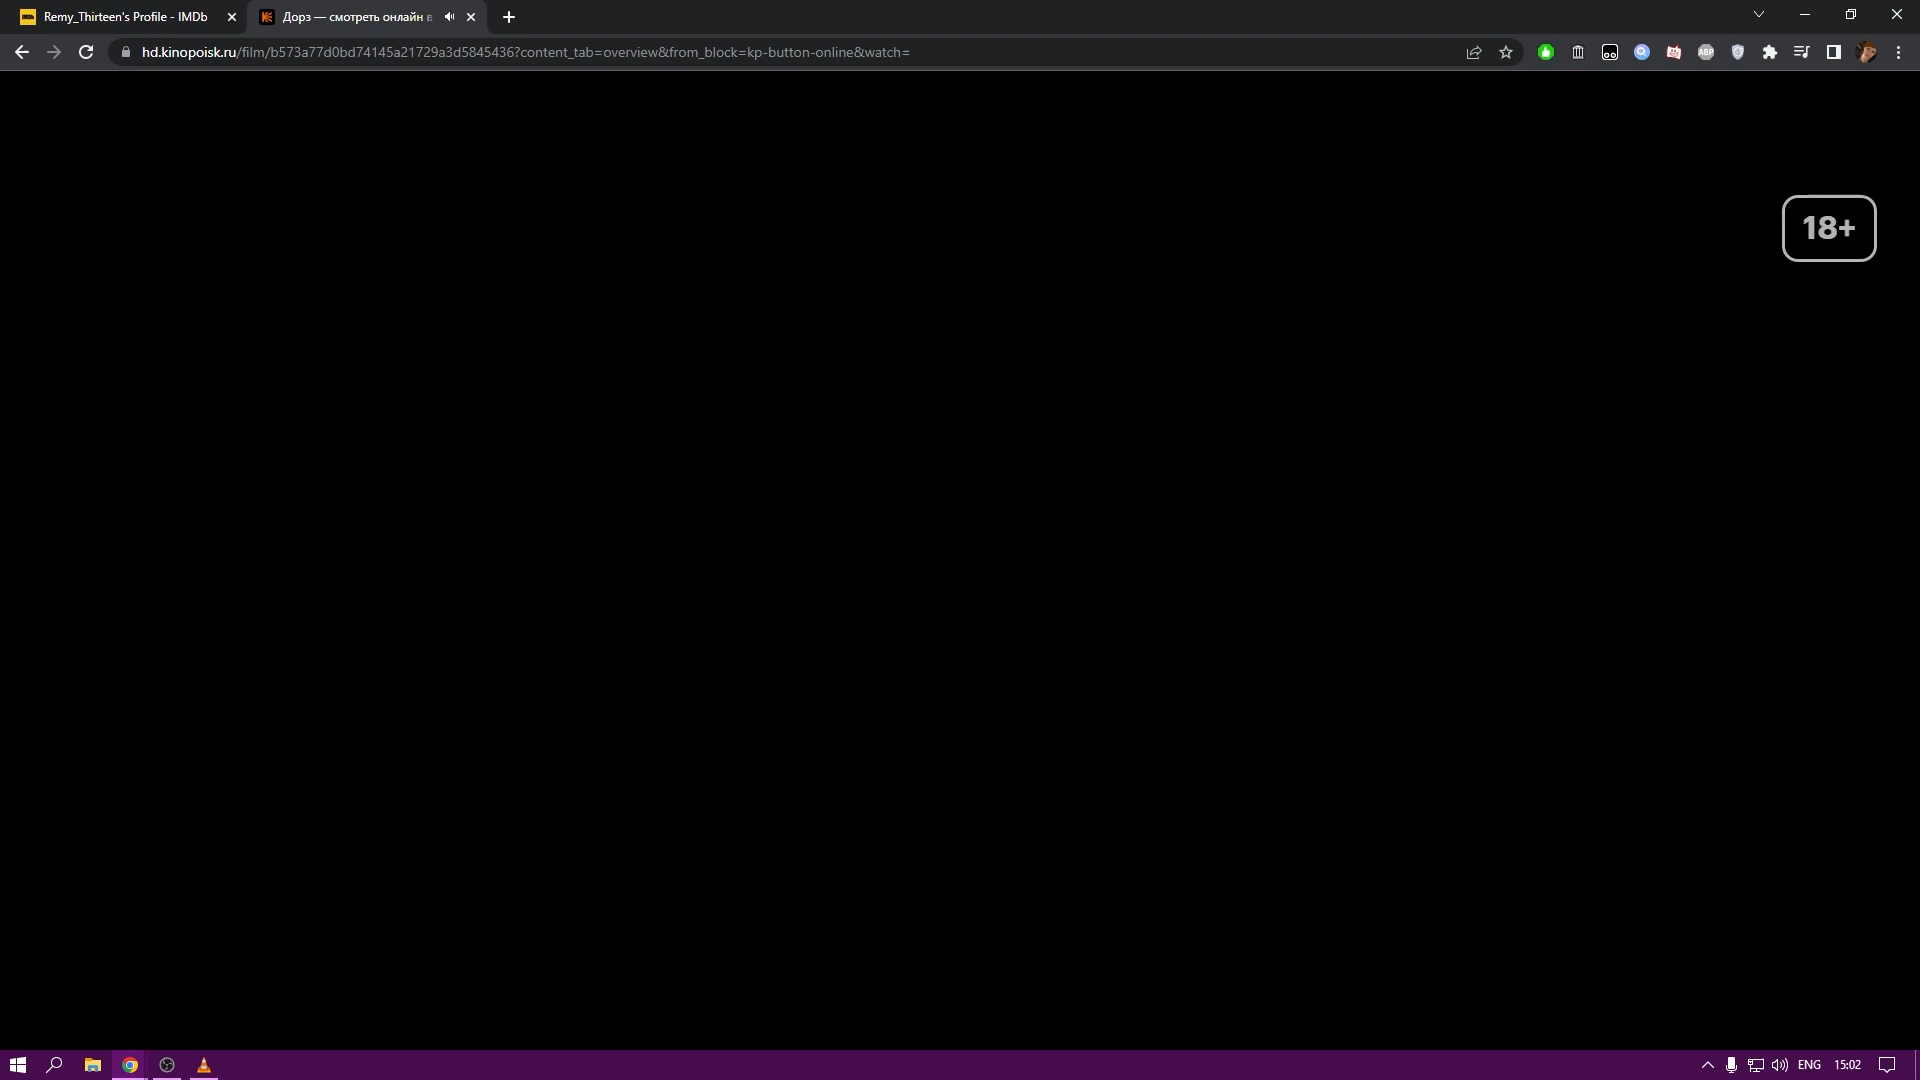 Remy_Thirteen's Profile - IMDb
Дорз — смотреть онлайн в
hd.kinopoisk.ru/film/b573a77d0bd74145a21729a3d5845436?content_tab=overview&from_block=kp-button-online&watch=
ABP
18+
ENG
15:02